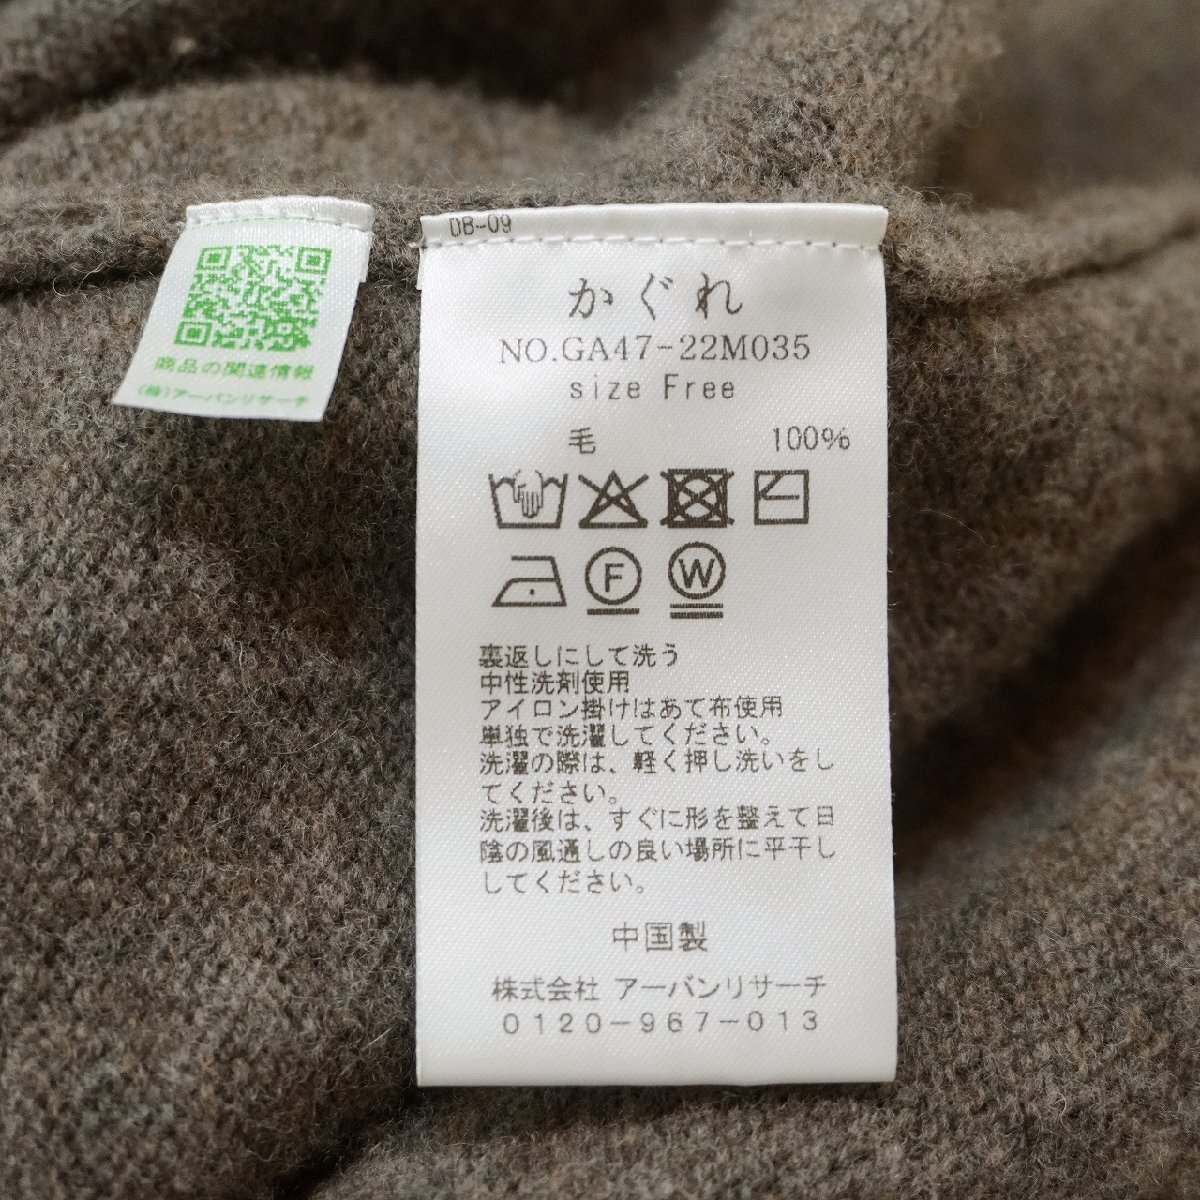 DB-09
かぐれ
NO.GA47-22M035
size Free
毛 100%
F
W
裏返しにして洗う
中性洗剤使用
アイロン掛けはあて布使用
単独で洗濯してください。
洗濯の際は、軽く押し洗いをし
てください。
洗濯後は、すぐに形を整えて日
陰の風通しの良い場所に平干し
してください。
中国製
株式会社 アーバンリサーチ
0120-967-013
商品の関連情報
(株)アーバンリサーチ